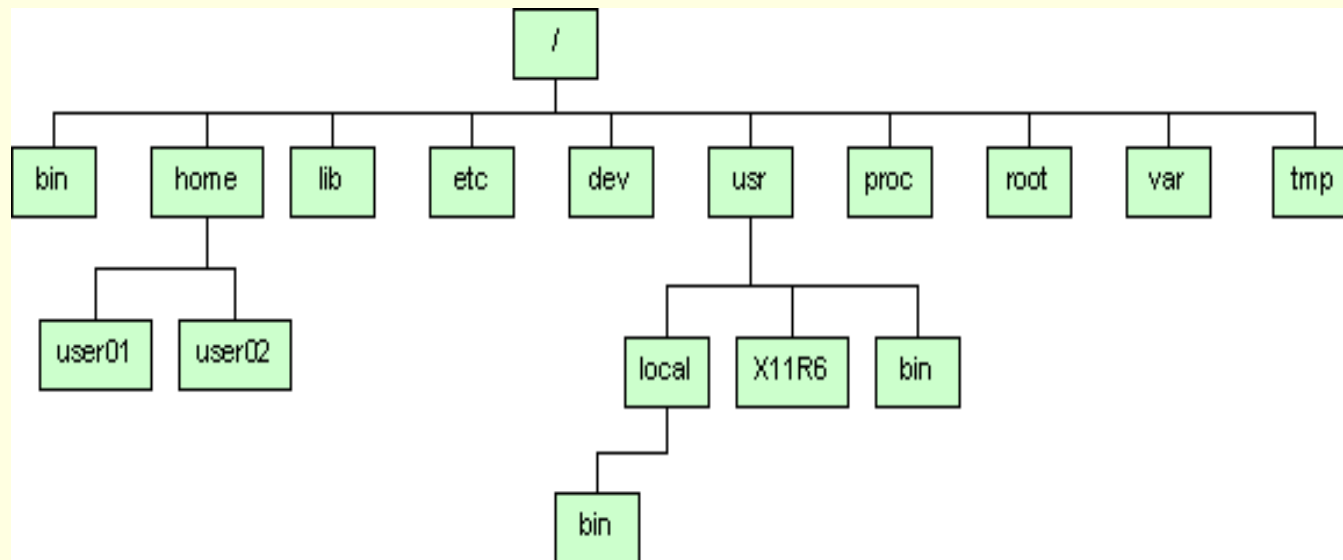 /
bin home lib etc dev usr proc root var tmp
user01 user02
local X11R6 bin
bin